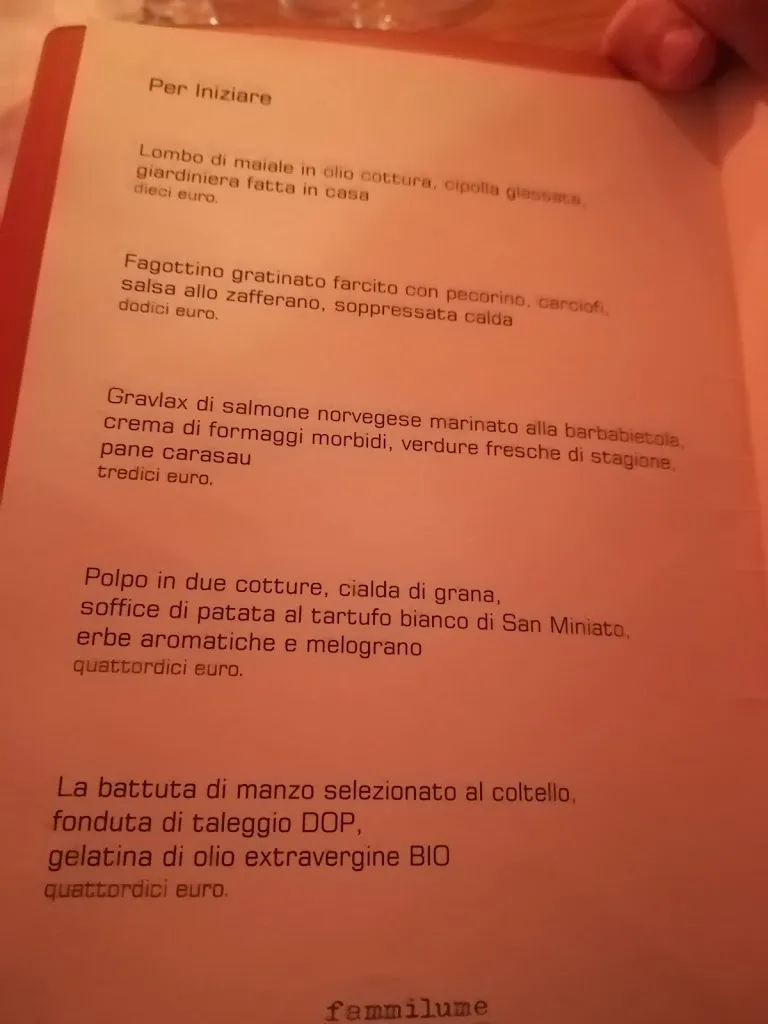 Per Iniziare
Lombo di maiale in olio cottura, cipolla glassata,
giardiniera fatta in casa
dieci euro.
Fagottino gratinato farcito con pecorino, carciofi,
salsa allo zafferano, soppressata calda
dodici euro.
Gravlax di salmone norvegese marinato alla barbabietola,
crema di formaggi morbidi, verdure fresche di stagione,
pane carasau
tredici euro.
Polpo in due cotture, cialda di grana,
soffice di patata al tartufo bianco di San Miniato,
erbe aromatiche e melograno
quattordici euro.
La battuta di manzo selezionato al coltello,
fonduta di taleggio DOP,
gelatina di olio extravergine BIO
quattordici euro.
fammilume